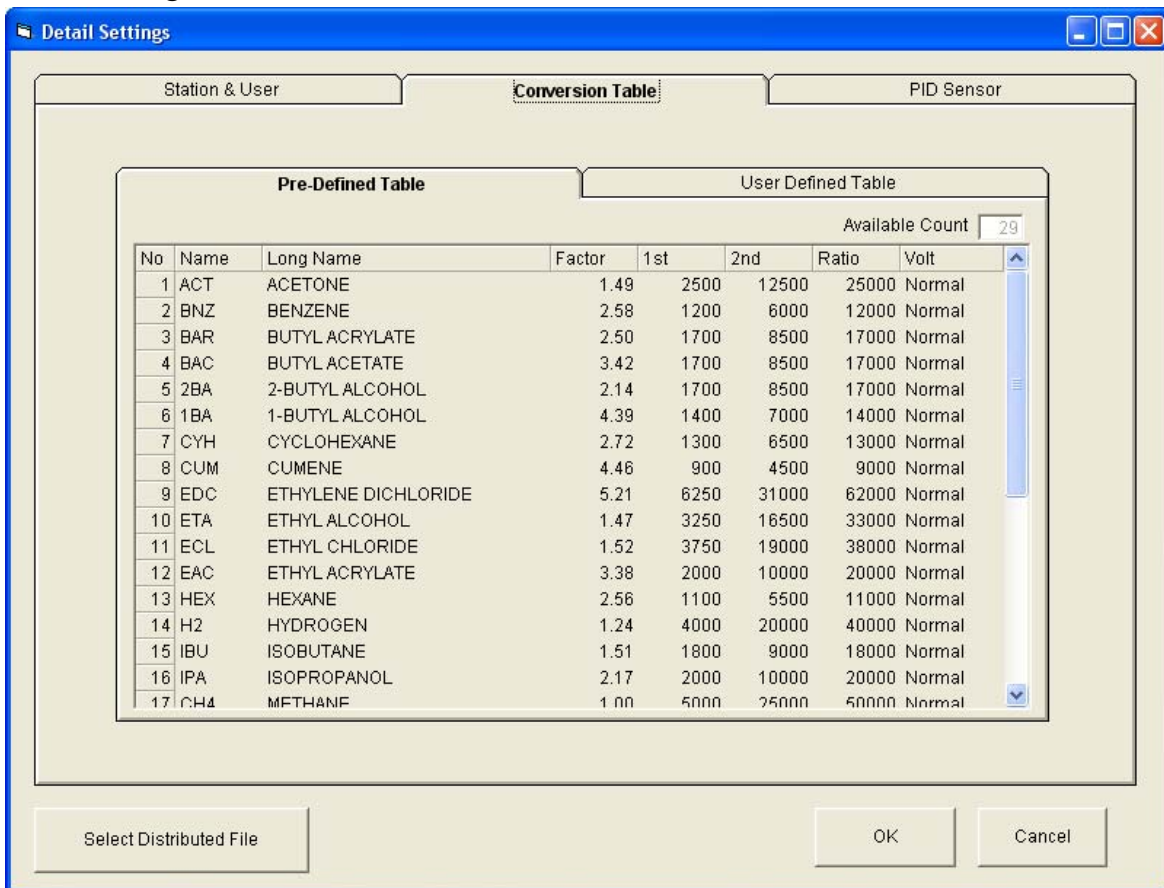 Detail Settings
Station & User Conversion Table PID Sensor
Pre-Defined Table User Defined Table
Available Count 29
No Name Long Name Factor 1st 2nd Ratio Volt
1 ACT ACETONE 1.49 2500 12500 25000 Normal
2 BNZ BENZENE 2.58 1200 6000 12000 Normal
3 BAR BUTYL ACRYLATE 2.50 1700 8500 17000 Normal
4 BAC BUTYL ACETATE 3.42 1700 8500 17000 Normal
5 2BA 2-BUTYL ALCOHOL 2.14 1700 8500 17000 Normal
6 1BA 1-BUTYL ALCOHOL 4.39 1400 7000 14000 Normal
7 CYH CYCLOHEXANE 2.72 1300 6500 13000 Normal
8 CUM CUMENE 4.46 900 4500 9000 Normal
9 EDC ETHYLENE DICHLORIDE 5.21 6250 31000 62000 Normal
10 ETA ETHYL ALCOHOL 1.47 3250 16500 33000 Normal
11 ECL ETHYL CHLORIDE 1.52 3750 19000 38000 Normal
12 EAC ETHYL ACRYLATE 3.38 2000 10000 20000 Normal
13 HEX HEXANE 2.56 1100 5500 11000 Normal
14 H2 HYDROGEN 1.24 4000 20000 40000 Normal
15 IBU ISOBUTANE 1.51 1800 9000 18000 Normal
16 IPA ISOPROPANOL 2.17 2000 10000 20000 Normal
17 CH4 METHANE 1.00 5000 25000 50000 Normal
Select Distributed File OK Cancel